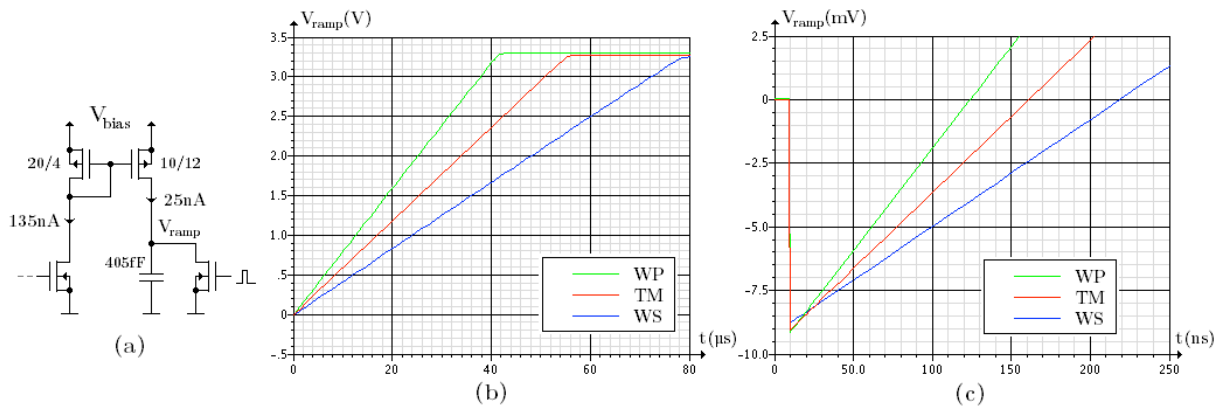 V_bias
20/4
10/12
25nA
135nA
V_ramp
405fF
(a)
V_ramp(V)
3.5
3.0
2.5
2.0
1.5
1.0
.5
0
-.5
0
20
40
60
80
t(µs)
WP
TM
WS
(b)
V_ramp(mV)
2.5
0
-2.5
-5.0
-7.5
-10.0
0
50.0
100
150
200
250
t(ns)
WP
TM
WS
(c)